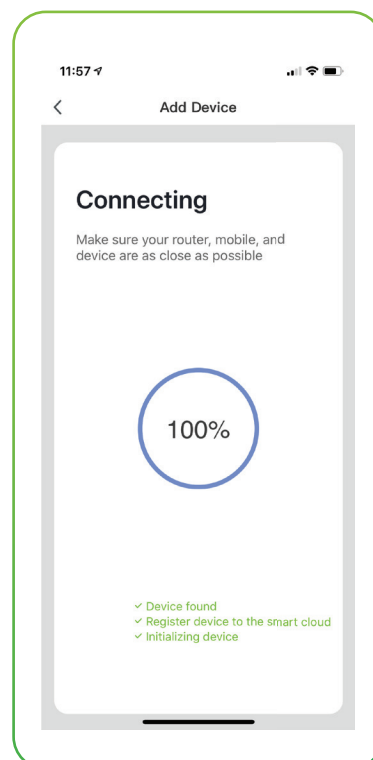 11:57
Add Device
Connecting
Make sure your router, mobile, and
device are as close as possible
100%
✓ Device found
✓ Register device to the smart cloud
✓ Initializing device